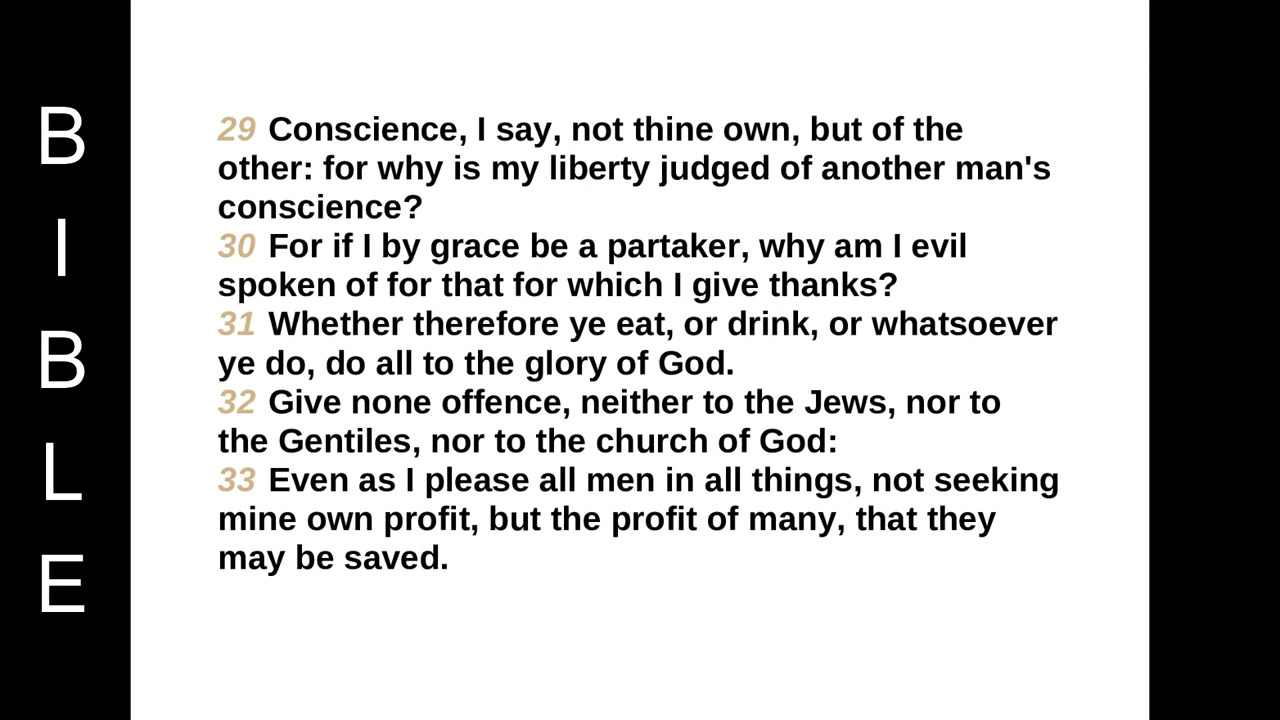 B
I
B
L
E
29 Conscience, I say, not thine own, but of the
other: for why is my liberty judged of another man's
conscience?
30 For if I by grace be a partaker, why am I evil
spoken of for that for which I give thanks?
31 Whether therefore ye eat, or drink, or whatsoever
ye do, do all to the glory of God.
32 Give none offence, neither to the Jews, nor to
the Gentiles, nor to the church of God:
33 Even as I please all men in all things, not seeking
mine own profit, but the profit of many, that they
may be saved.